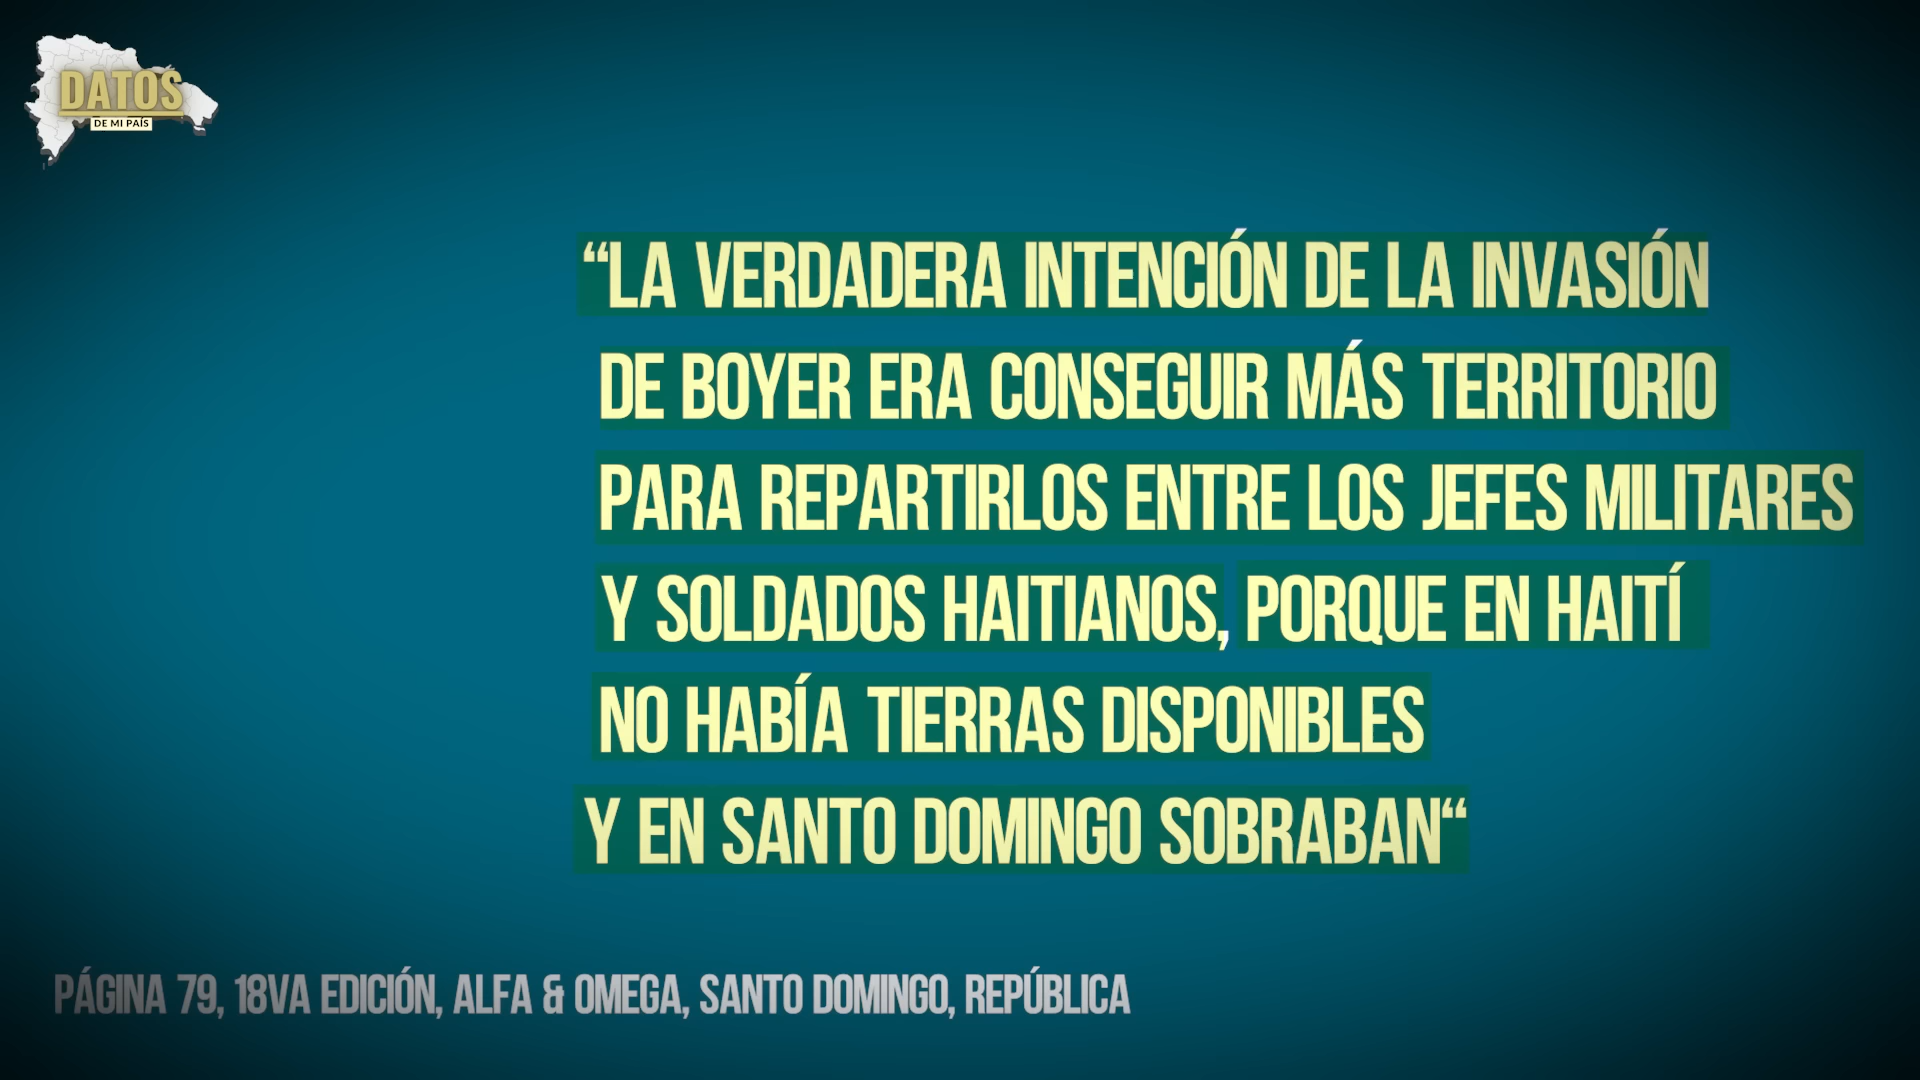 DATOS
DE MI PAÍS
“LA VERDADERA INTENCIÓN DE LA INVASIÓN
DE BOYER ERA CONSEGUIR MÁS TERRITORIO
PARA REPARTIRLOS ENTRE LOS JEFES MILITARES
Y SOLDADOS HAITIANOS, PORQUE EN HAITÍ
NO HABÍA TIERRAS DISPONIBLES
Y EN SANTO DOMINGO SOBRABAN“
PÁGINA 79, 18VA EDICIÓN, ALFA & OMEGA, SANTO DOMINGO, REPÚBLICA